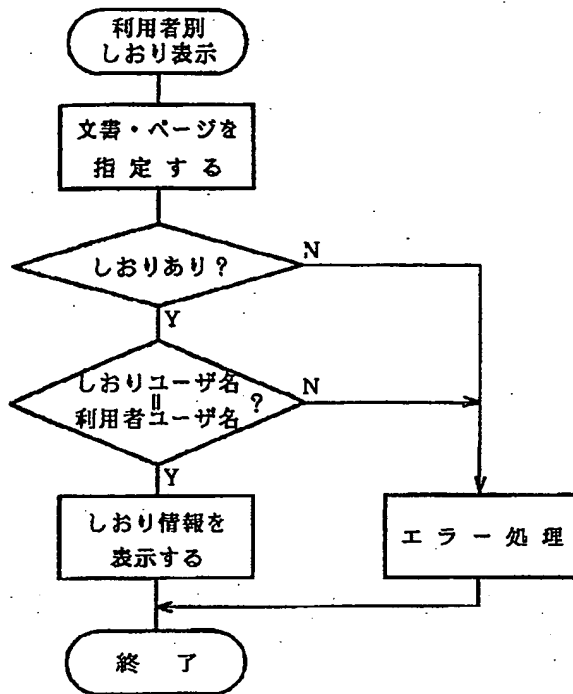 利用者別
しおり表示
文書・ページを
指定する
しおりあり？
N
Y
しおりユーザ名
＝
利用者ユーザ名
？
N
Y
しおり情報を
表示する
エラー処理
終了